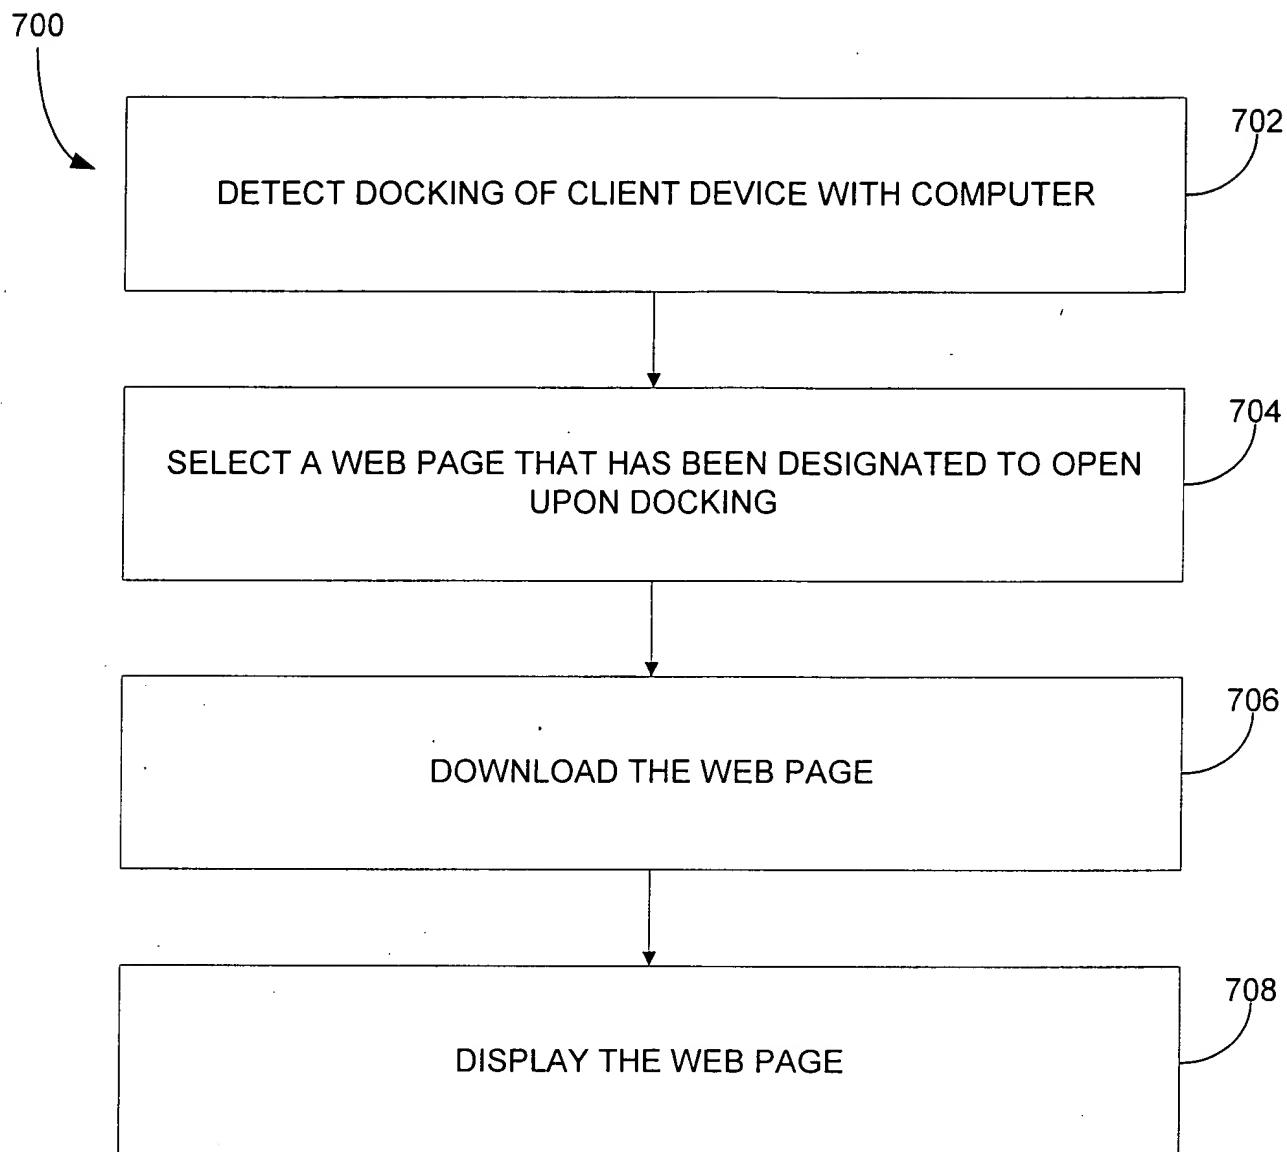 700
702
DETECT DOCKING OF CLIENT DEVICE WITH COMPUTER
704
SELECT A WEB PAGE THAT HAS BEEN DESIGNATED TO OPEN
UPON DOCKING
706
DOWNLOAD THE WEB PAGE
708
DISPLAY THE WEB PAGE